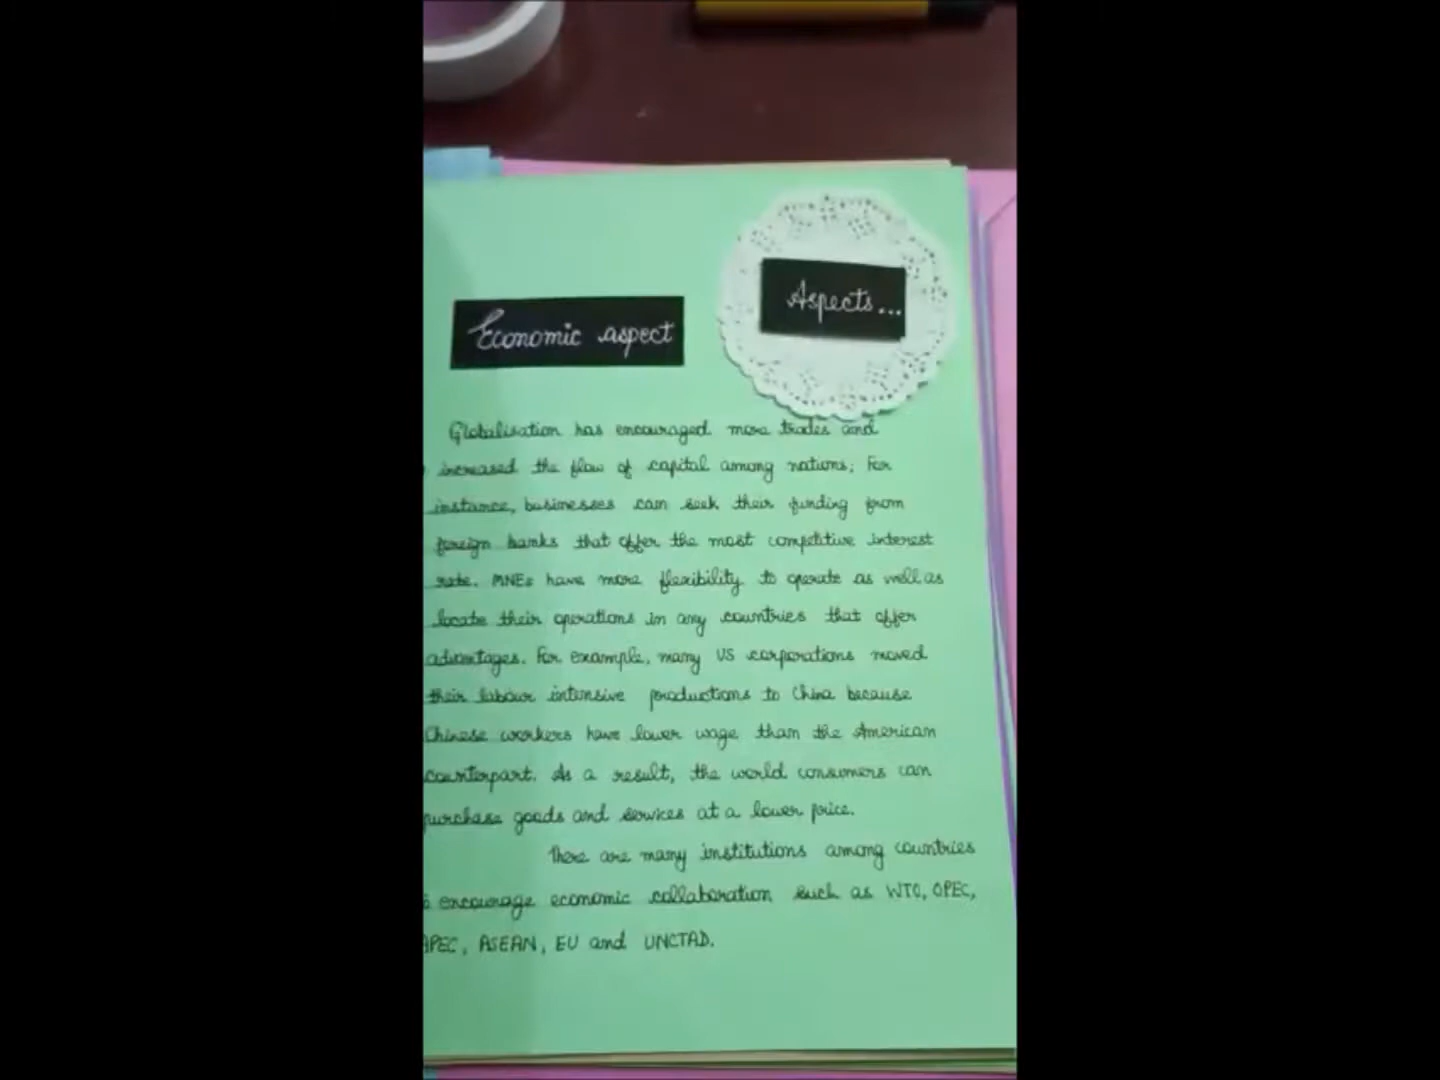 Aspects...
Economic aspect
Globalisation has encouraged more trades and
increased the flow of capital among nations; For
instance, businesses can seek their funding from
foreign banks that offer the most competitive interest
rate. MNEs have more flexibility to operate as well as
locate their operations in any countries that offer
advantages. For example, many US corporations moved
their labour intensive productions to China because
Chinese workers have lower wage than the American
counterpart. As a result, the world consumers can
purchase goods and services at a lower price.
There are many institutions among countries
encourage economic collaboration such as WTO, OPEC,
APEC, ASEAN, EU and UNCTAD.